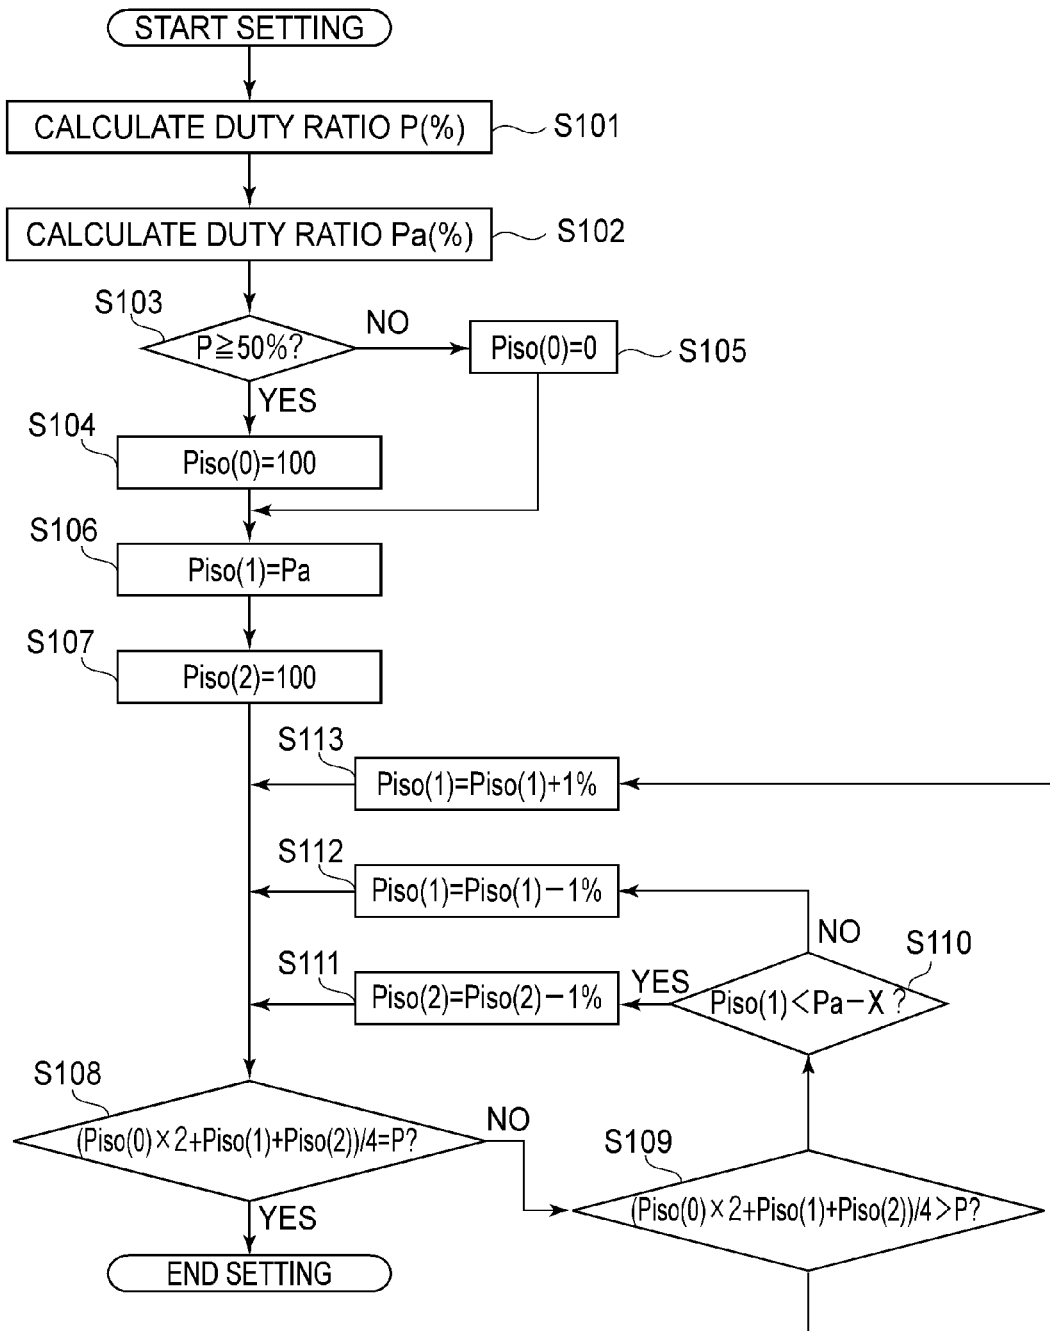 START SETTING
CALCULATE DUTY RATIO P(%)
S101
CALCULATE DUTY RATIO Pa(%)
S102
S103
P≧50%?
NO
Piso(0)=0
S105
YES
S104
Piso(0)=100
S106
Piso(1)=Pa
S107
Piso(2)=100
S113
Piso(1)=Piso(1)+1%
S112
Piso(1)=Piso(1)−1%
NO
S110
S111
Piso(2)=Piso(2)−1%
YES
Piso(1)<Pa−X ?
S108
(Piso(0)×2+Piso(1)+Piso(2))/4=P?
NO
S109
(Piso(0)×2+Piso(1)+Piso(2))/4>P?
YES
END SETTING